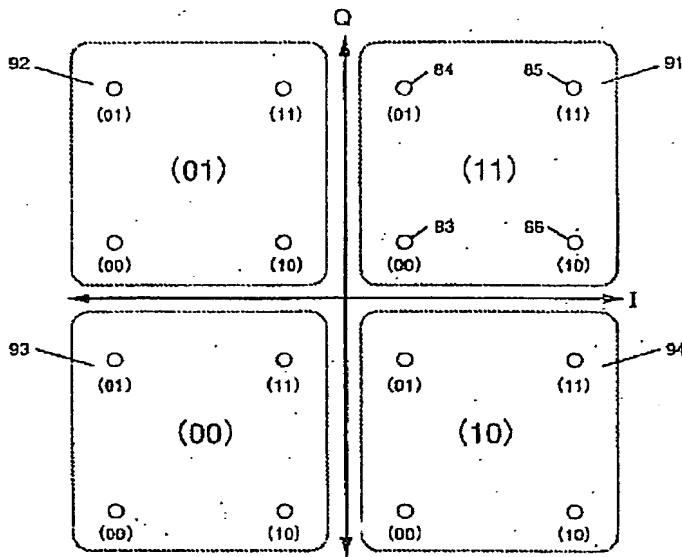 Q
92 84 85 91
(01) (11) (01) (11)
(01) (11)
83 86
(00) (10) (00) (10)
I
93 94
(01) (11) (01) (11)
(00) (10)
(00) (10) (00) (10)